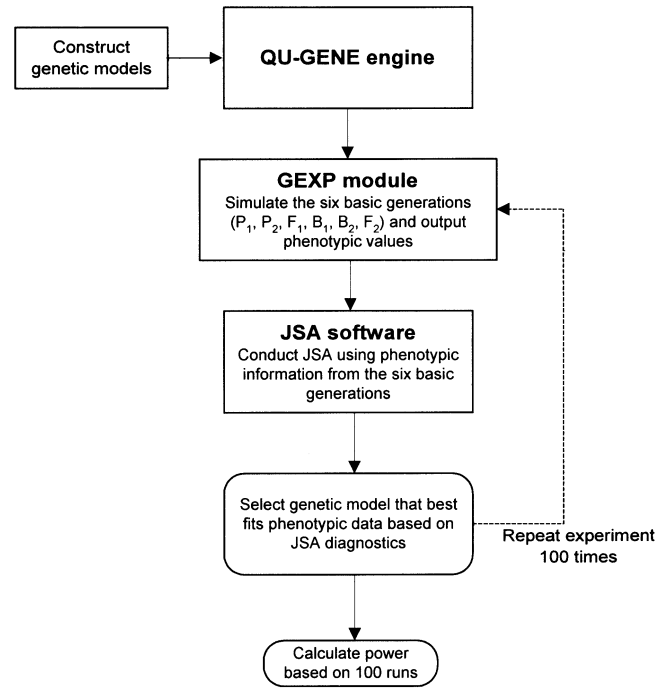 Construct
genetic models
QU-GENE engine
GEXP module
Simulate the six basic generations
(P₁, P₂, F₁, B₁, B₂, F₂) and output
phenotypic values
JSA software
Conduct JSA using phenotypic
information from the six basic
generations
Select genetic model that best
fits phenotypic data based on
JSA diagnostics
Repeat experiment
100 times
Calculate power
based on 100 runs